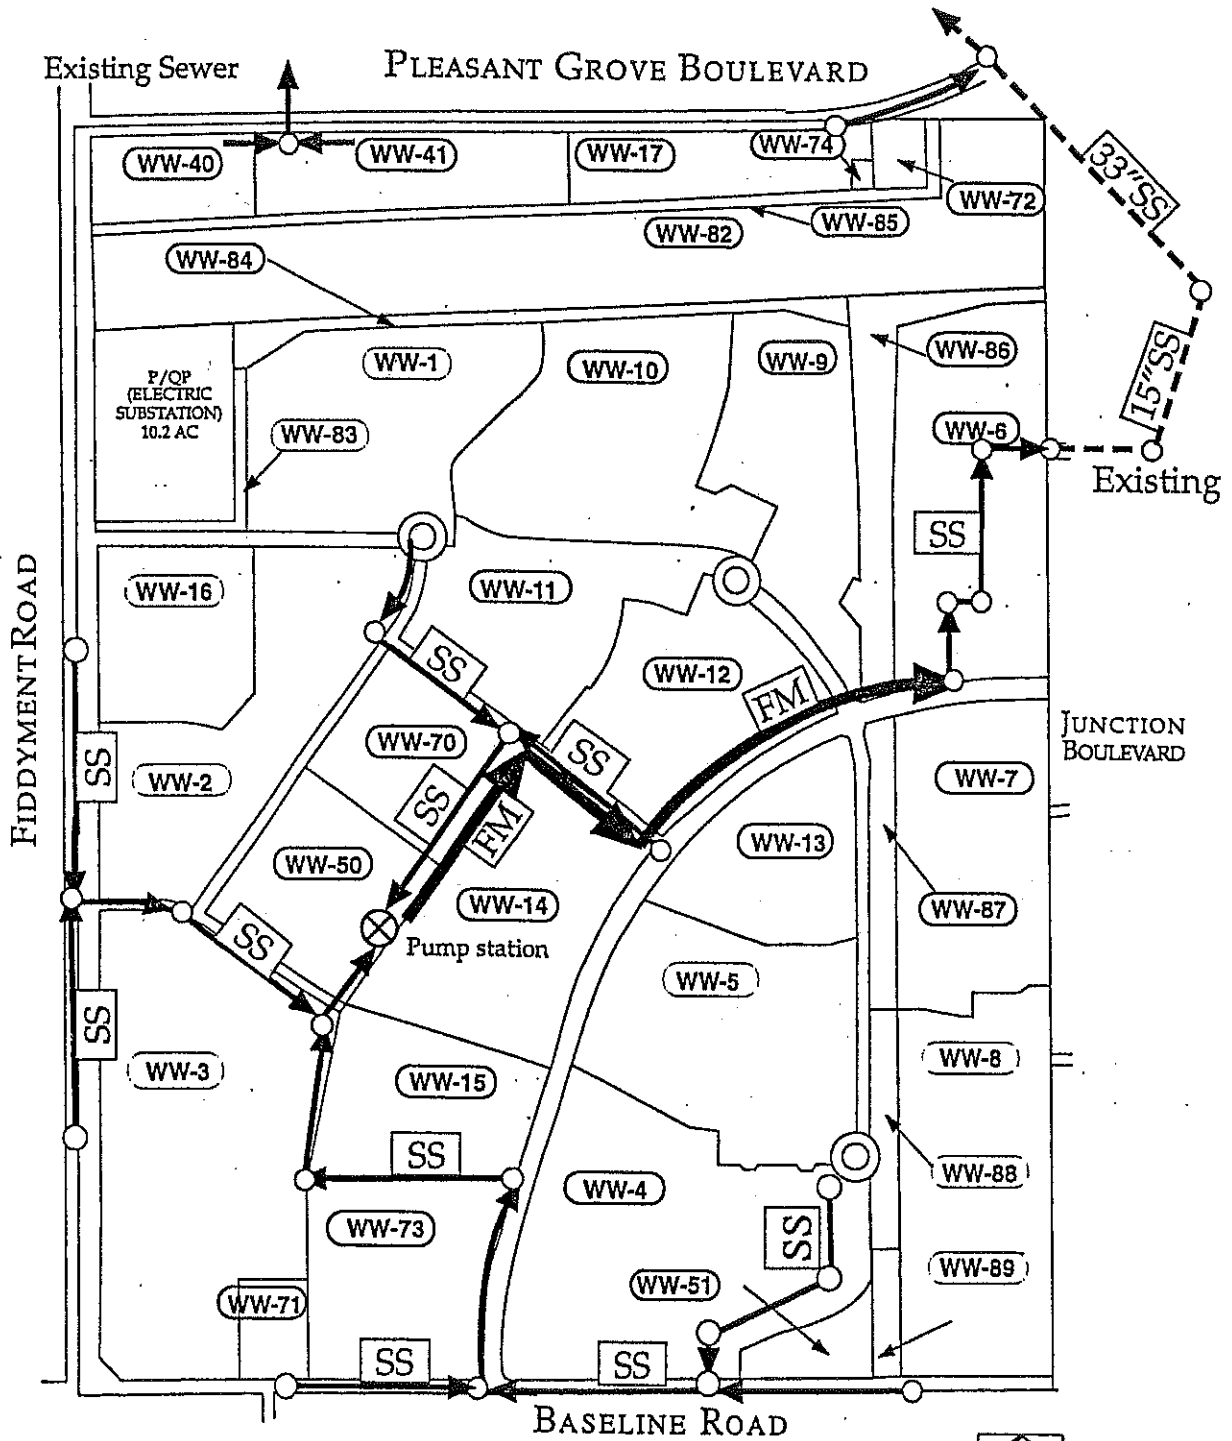 Existing Sewer
PLEASANT GROVE BOULEVARD
WW-40
WW-41
WW-17
WW-74
33"SS
WW-72
WW-85
WW-82
WW-84
WW-86
WW-1
WW-10
WW-9
15"SS
P/QP
(ELECTRIC
SUBSTATION)
10.2 AC
WW-83
WW-6
Existing
SS
WW-16
WW-11
FIDDYMENT ROAD
SS
WW-12
FM
JUNCTION
BOULEVARD
WW-70
SS
SS
WW-2
SS
WW-7
FM
WW-13
WW-50
WW-14
WW-87
SS
Pump station
WW-5
SS
WW-3
WW-8
WW-15
SS
WW-4
WW-88
WW-73
SS
WW-51
WW-89
WW-71
SS
SS
BASELINE ROAD